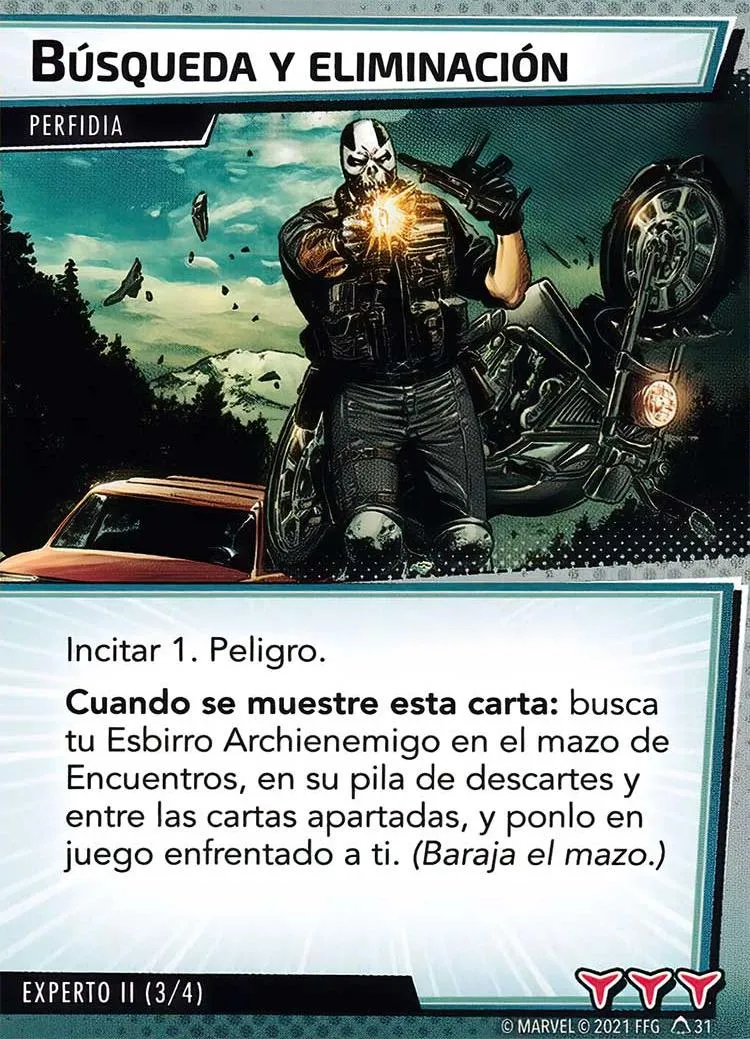 BÚSQUEDA Y ELIMINACIÓN
PERFIDIA
Incitar 1. Peligro.
Cuando se muestre esta carta: busca
tu Esbirro Archienemigo en el mazo de
Encuentros, en su pila de descartes y
entre las cartas apartadas, y ponlo en
juego enfrentado a ti. (Baraja el mazo.)
EXPERTO II (3/4)
© MARVEL © 2021 FFG 31